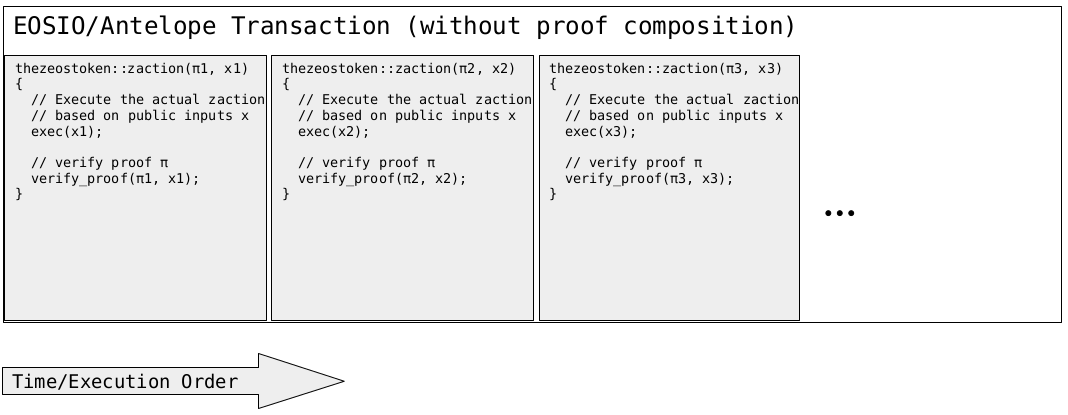 EOSIO/Antelope Transaction (without proof composition)
thezeostoken::zaction(π1, x1)
{
// Execute the actual zaction
// based on public inputs x
exec(x1);
// verify proof π
verify_proof(π1, x1);
}
thezeostoken::zaction(π2, x2)
{
// Execute the actual zaction
// based on public inputs x
exec(x2);
// verify proof π
verify_proof(π2, x2);
}
thezeostoken::zaction(π3, x3)
{
// Execute the actual zaction
// based on public inputs x
exec(x3);
// verify proof π
verify_proof(π3, x3);
}
...
Time/Execution Order